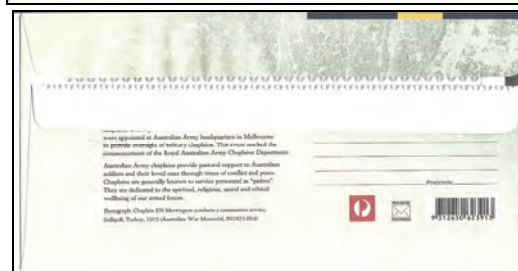 were appointed at Australian Army headquarters in Melbourne
to provide oversight of military chaplains. This event marked the
commencement of the Royal Australian Army Chaplains Department.
Australian Army chaplains provide pastoral support to Australian
soldiers and their loved ones through times of conflict and peace.
Chaplains are generally known to service personnel as "padres".
They are dedicated to the spiritual, religious, moral and ethical
wellbeing of our armed forces.
Photograph: Chaplain EN Merrington conducts a communion service,
Gallipoli, Turkey, 1915 (Australian War Memorial, P01875.004)
Postcode
9 312650 625913